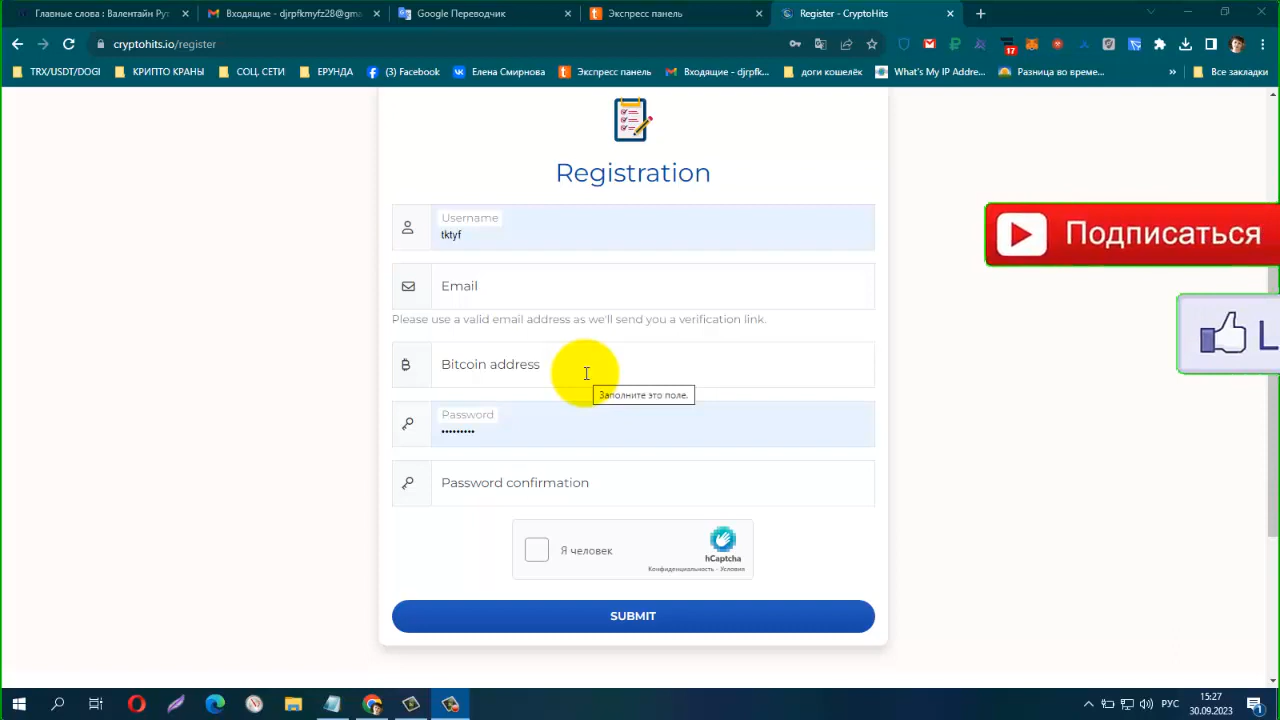 Главные слова : Валентайн Рут
Входящие - djrpfkmyfz28@gma
Google Переводчик
Экспресс панель
Register - CryptoHits
cryptohits.io/register
17
TRX/USDT/DOGI
КРИПТО КРАНЫ
СОЦ. СЕТИ
ЕРУНДА
(3) Facebook
Елена Смирнова
Экспресс панель
Входящие - djrpfk...
доги кошелёк
What's My IP Addre...
Разница во време...
»
Все закладки
Registration
Username
tktyf
Email
Please use a valid email address as we'll send you a verification link.
Bitcoin address
Заполните это поле.
Password
•••••••••
Password confirmation
Я человек
hCaptcha
Конфиденциальность - Условия
SUBMIT
Подписаться
L
РУС
15:27
30.09.2023
1